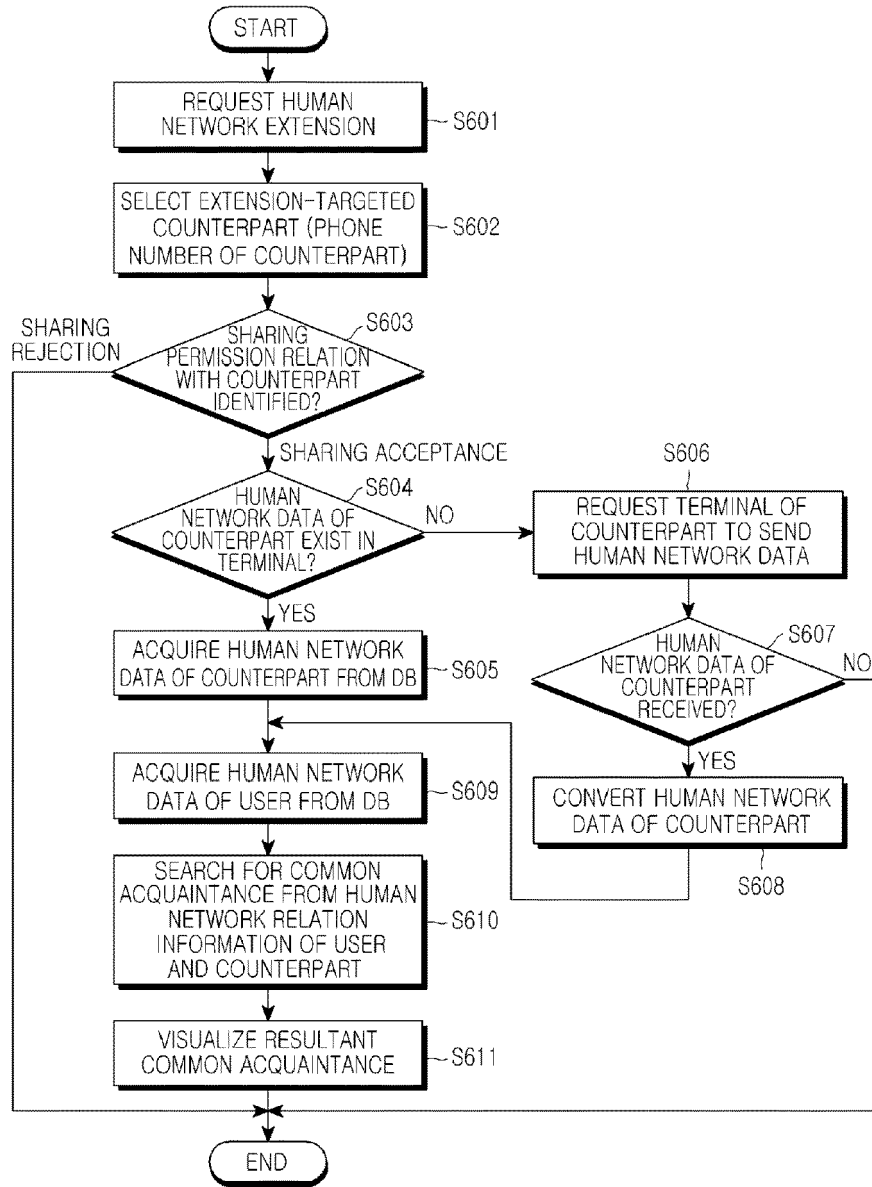 START
REQUEST HUMAN
NETWORK EXTENSION
S601
SELECT EXTENSION-TARGETED
COUNTERPART (PHONE
NUMBER OF COUNTERPART)
S602
SHARING
REJECTION
SHARING
PERMISSION RELATION
WITH COUNTERPART
IDENTIFIED?
S603
SHARING ACCEPTANCE
HUMAN
NETWORK DATA OF
COUNTERPART EXIST IN
TERMINAL?
S604
NO
YES
ACQUIRE HUMAN NETWORK
DATA OF COUNTERPART FROM DB
S605
S606
REQUEST TERMINAL OF
COUNTERPART TO SEND
HUMAN NETWORK DATA
HUMAN
NETWORK DATA OF
COUNTERPART
RECEIVED?
S607
NO
YES
CONVERT HUMAN NETWORK
DATA OF COUNTERPART
S608
ACQUIRE HUMAN NETWORK
DATA OF USER FROM DB
S609
SEARCH FOR COMMON
ACQUAINTANCE FROM HUMAN
NETWORK RELATION
INFORMATION OF USER
AND COUNTERPART
S610
VISUALIZE RESULTANT
COMMON ACQUAINTANCE
S611
END